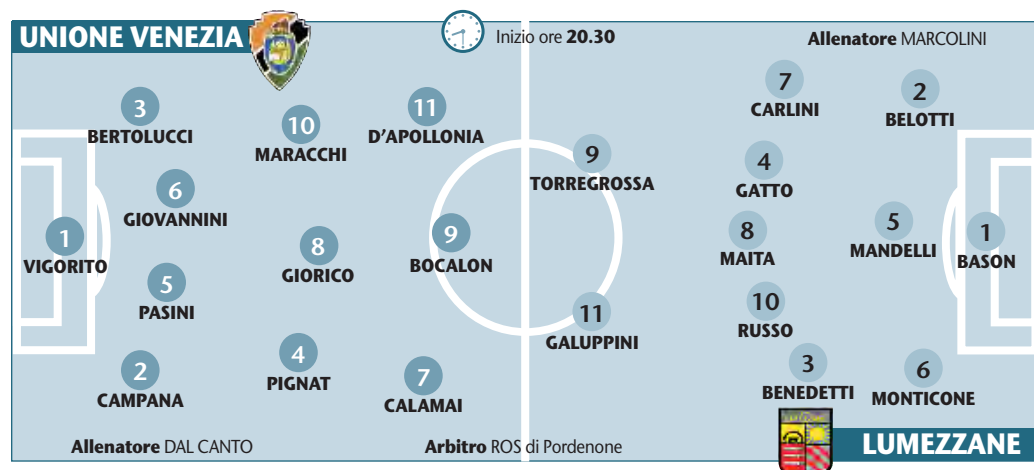 UNIONE VENEZIA
Inizio ore 20.30
Allenatore MARCOLINI
3
BERTOLUCCI
10
MARACCHI
11
D'APOLLONIA
6
GIOVANNINI
1
VIGORITO
8
GIORICO
9
BOCALON
5
PASINI
4
PIGNAT
2
CAMPANA
7
CALAMAI
Allenatore DAL CANTO
Arbitro ROS di Pordenone
9
TORREGROSSA
11
GALUPPINI
7
CARLINI
2
BELOTTI
4
GATTO
8
MAITA
5
MANDELLI
1
BASON
10
RUSSO
3
BENEDETTI
6
MONTICONE
LUMEZZANE